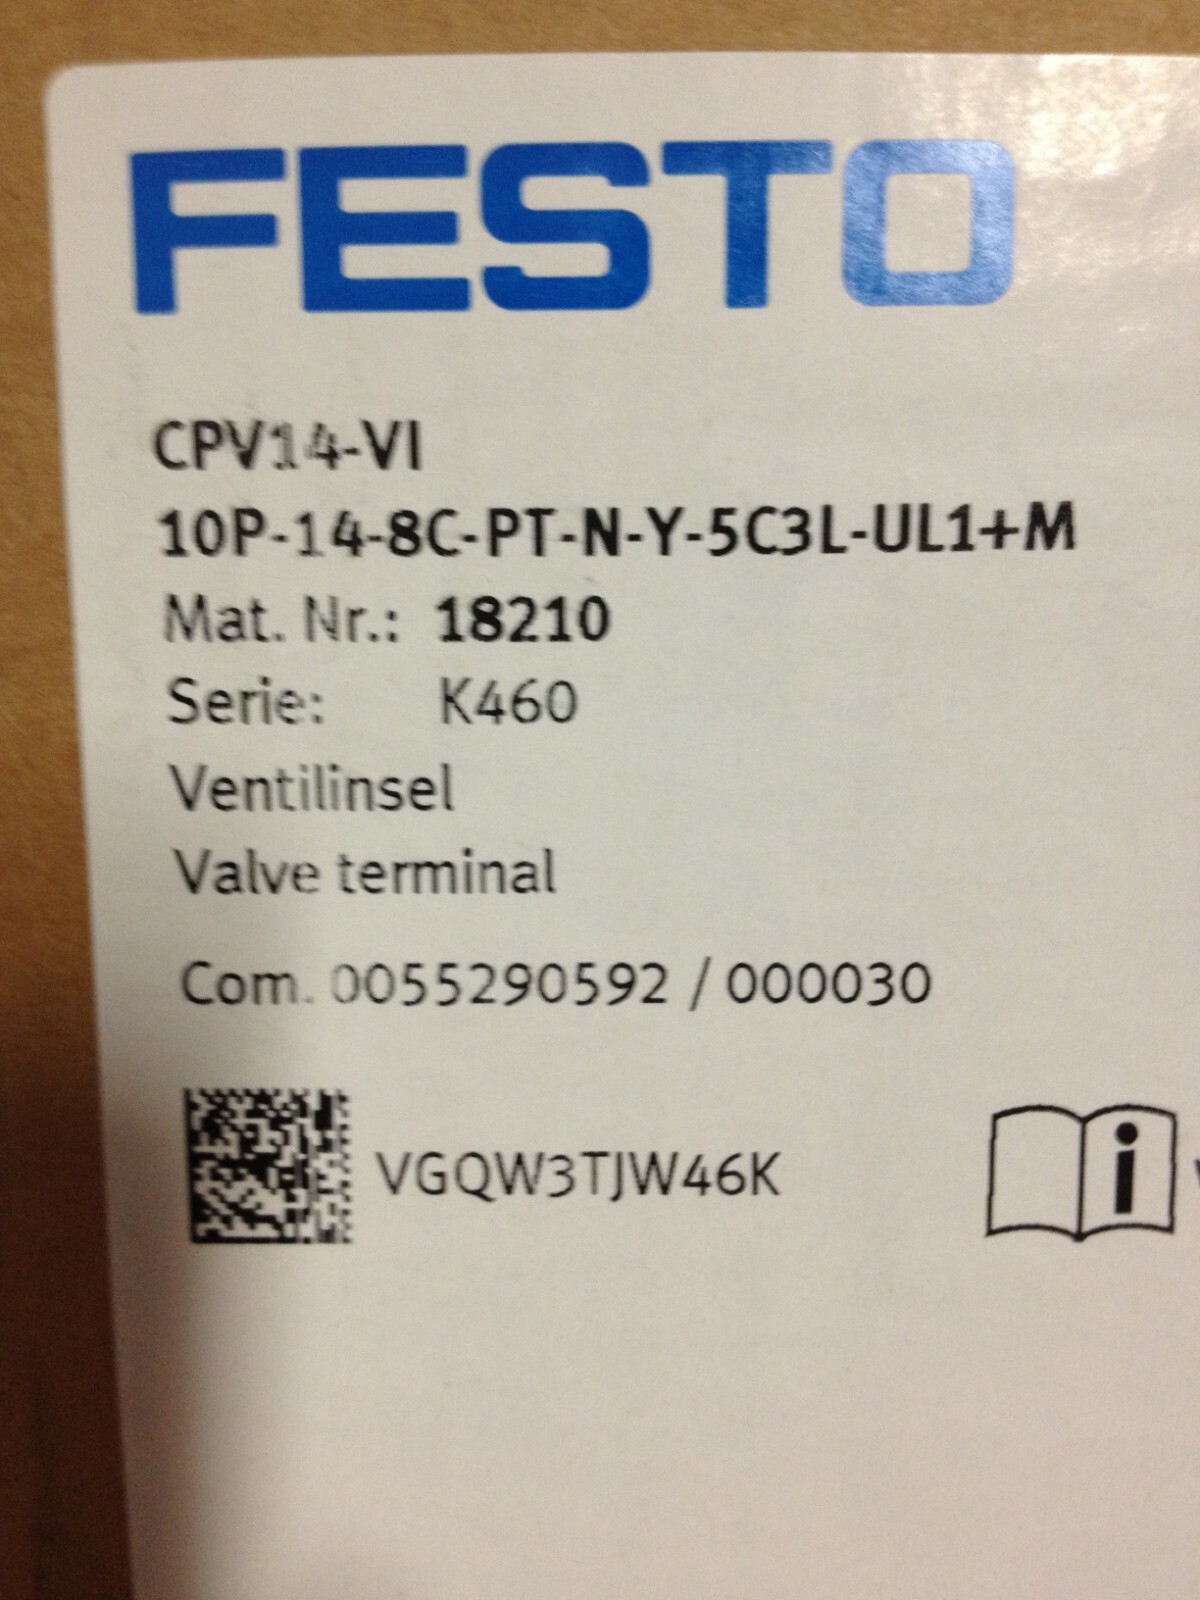 FESTO
CPV14-VI
10P-14-8C-PT-N-Y-5C3L-UL1+M
Mat. Nr.: 18210
Serie: K460
Ventilinsel
Valve terminal
Com. 0055290592 / 000030
VGQW3TJW46K